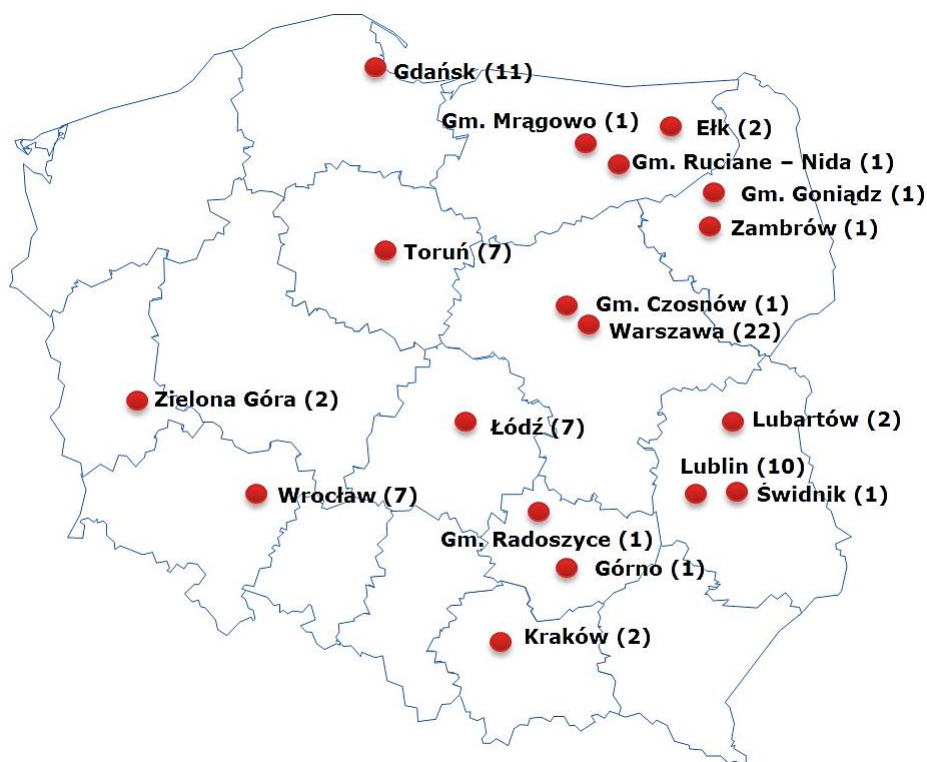 Gdańsk (11)
Gm. Mrągowo (1)
Ełk (2)
Gm. Ruciane – Nida (1)
Gm. Goniądz (1)
Zambrów (1)
Toruń (7)
Gm. Czosnów (1)
Warszawa (22)
Zielona Góra (2)
Łódź (7)
Lubartów (2)
Lublin (10)
Świdnik (1)
Wrocław (7)
Gm. Radoszyce (1)
Górno (1)
Kraków (2)